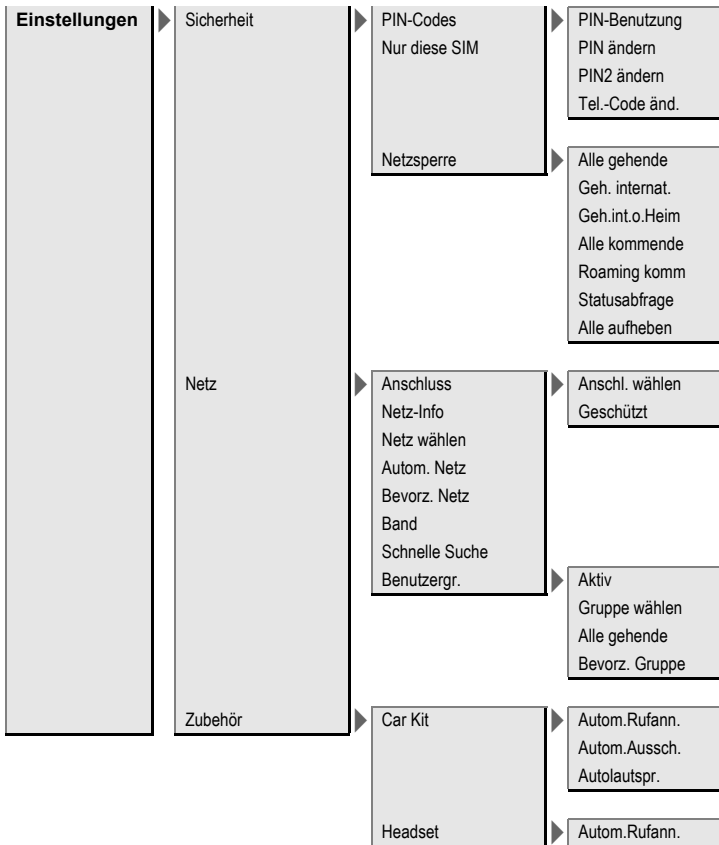 Einstellungen Sicherheit PIN-Codes PIN-Benutzung
Nur diese SIM PIN ändern
PIN2 ändern
Tel.-Code änd.
Netzsperre Alle gehende
Geh. internat.
Geh.int.o.Heim
Alle kommende
Roaming komm
Statusabfrage
Alle aufheben
Netz Anschluss Anschl. wählen
Netz-Info Geschützt
Netz wählen
Autom. Netz
Bevorz. Netz
Band
Schnelle Suche
Benutzergr. Aktiv
Gruppe wählen
Alle gehende
Bevorz. Gruppe
Zubehör Car Kit Autom.Rufann.
Autom.Aussch.
Autolautspr.
Headset Autom.Rufann.